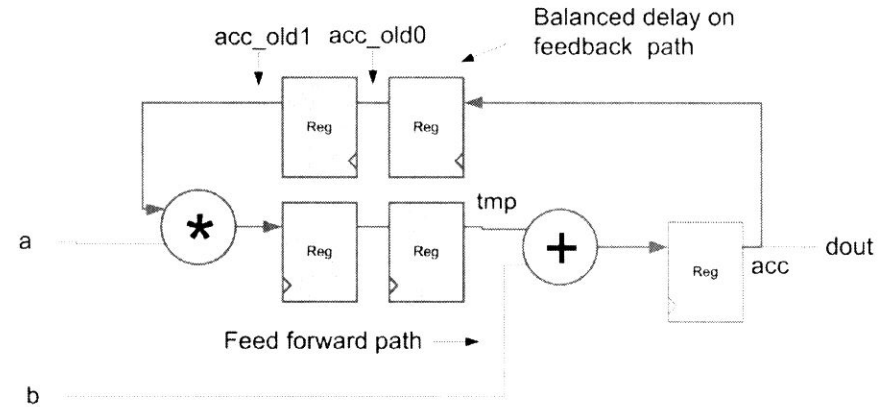 Balanced delay on
feedback path
acc_old1 acc_old0
Reg Reg
*
a
Reg Reg
tmp
+
Reg
acc
dout
Feed forward path
b